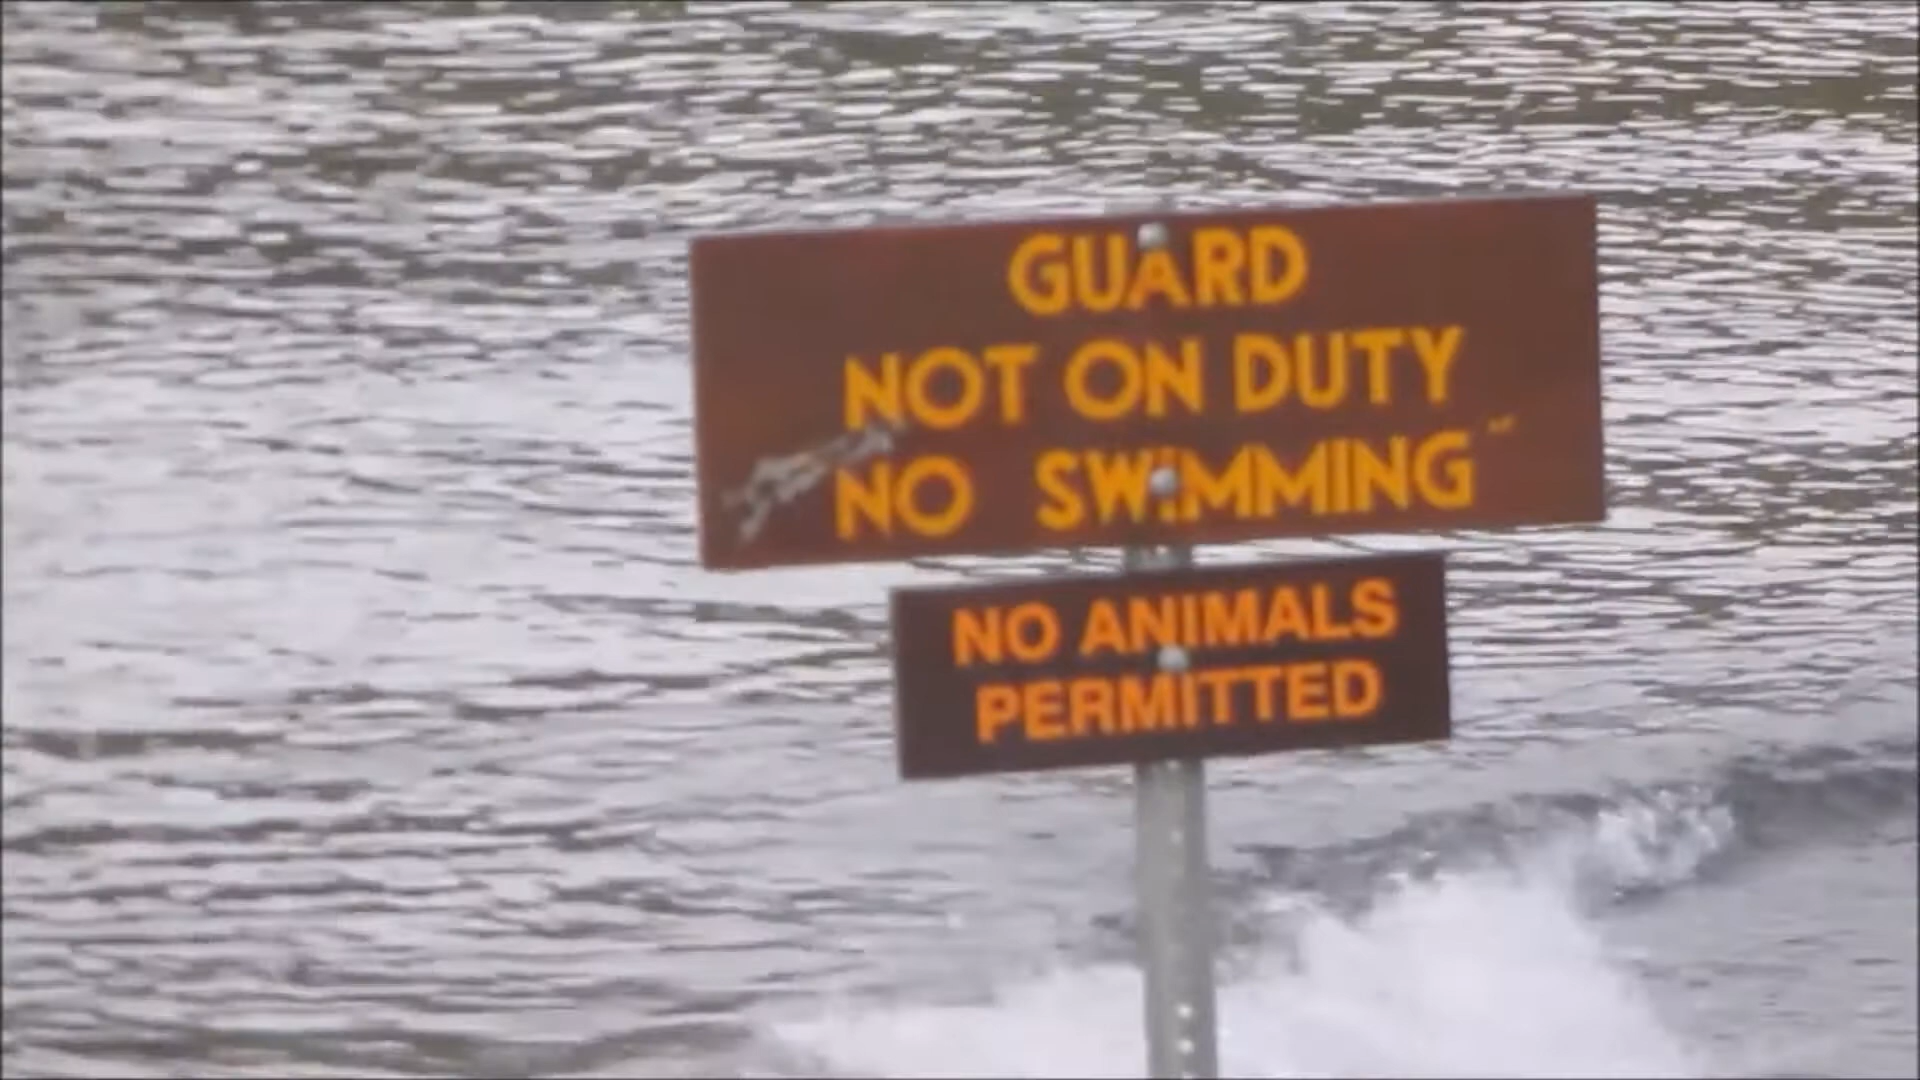 GUARD
NOT ON DUTY
NO SWIMMING
NO ANIMALS
PERMITTED